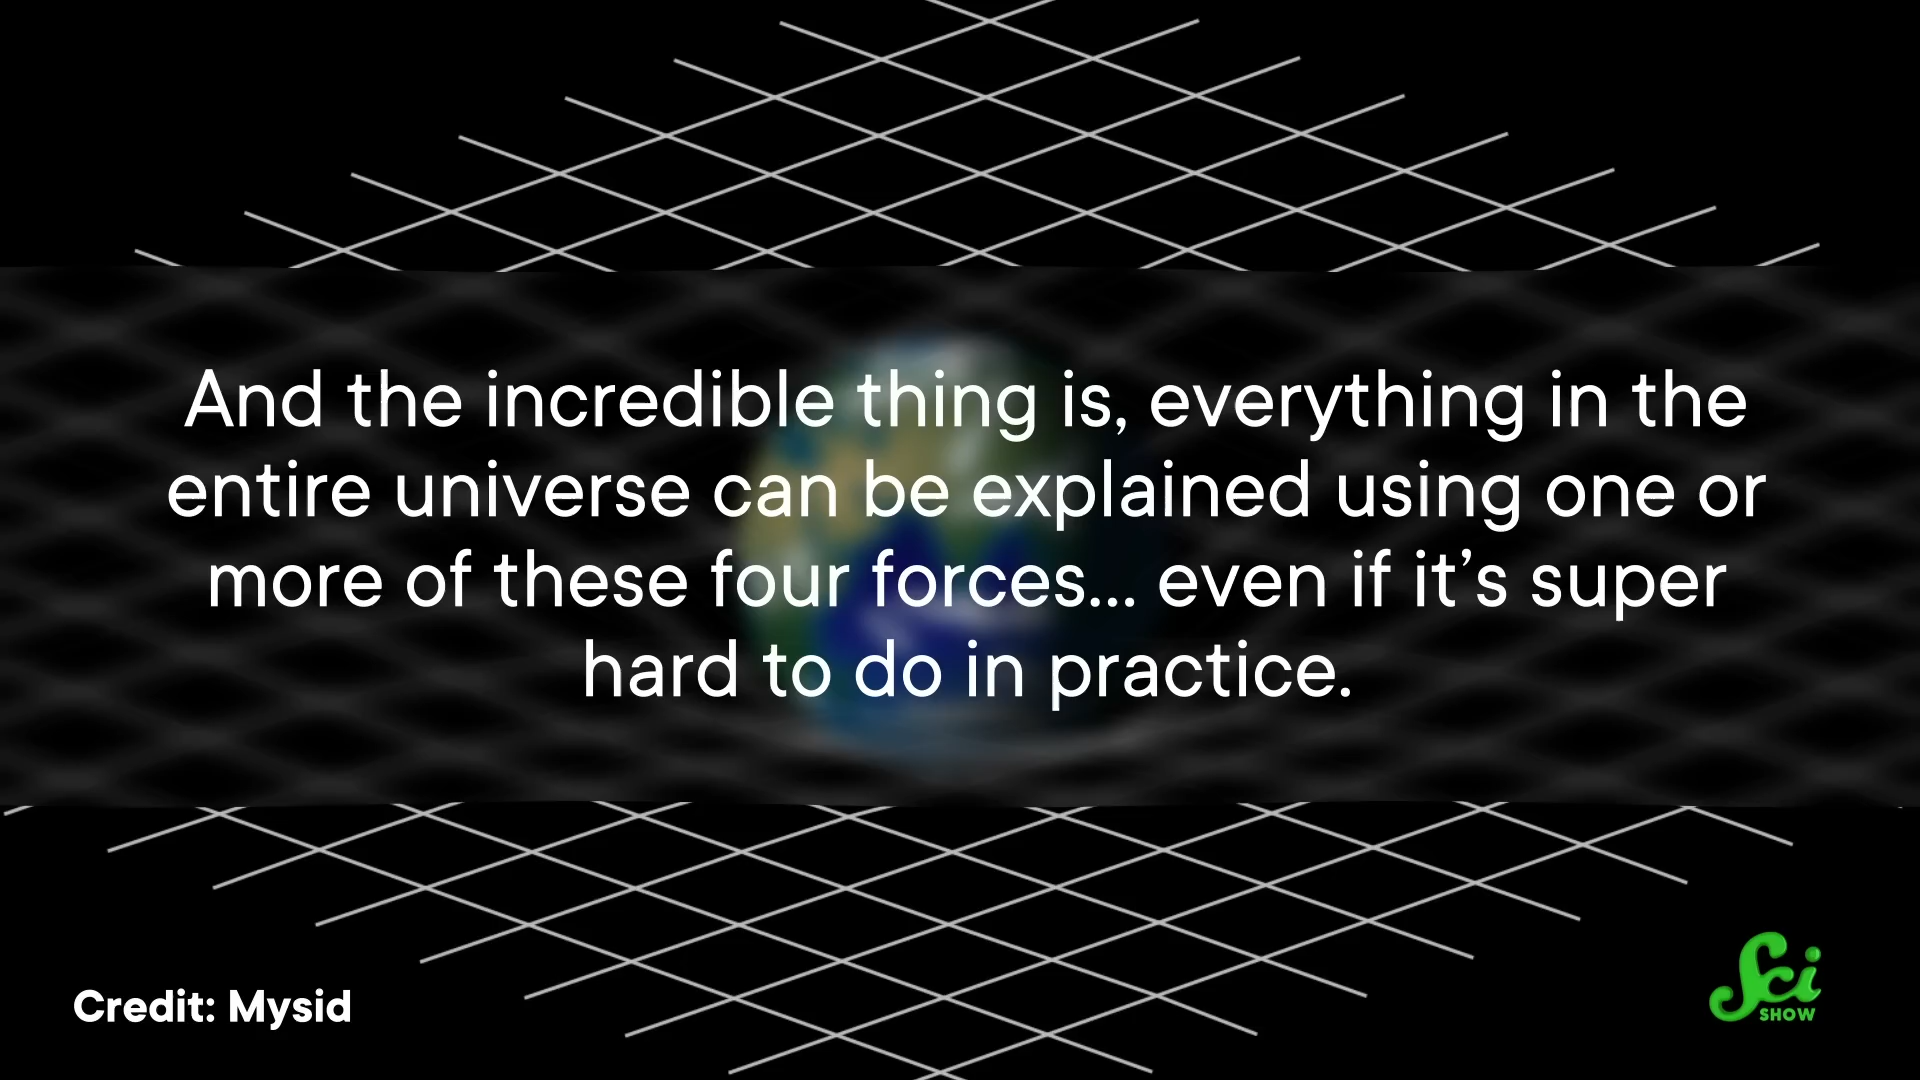 And the incredible thing is, everything in the
entire universe can be explained using one or
more of these four forces... even if it’s super
hard to do in practice.
Credit: Mysid
Sci
SHOW